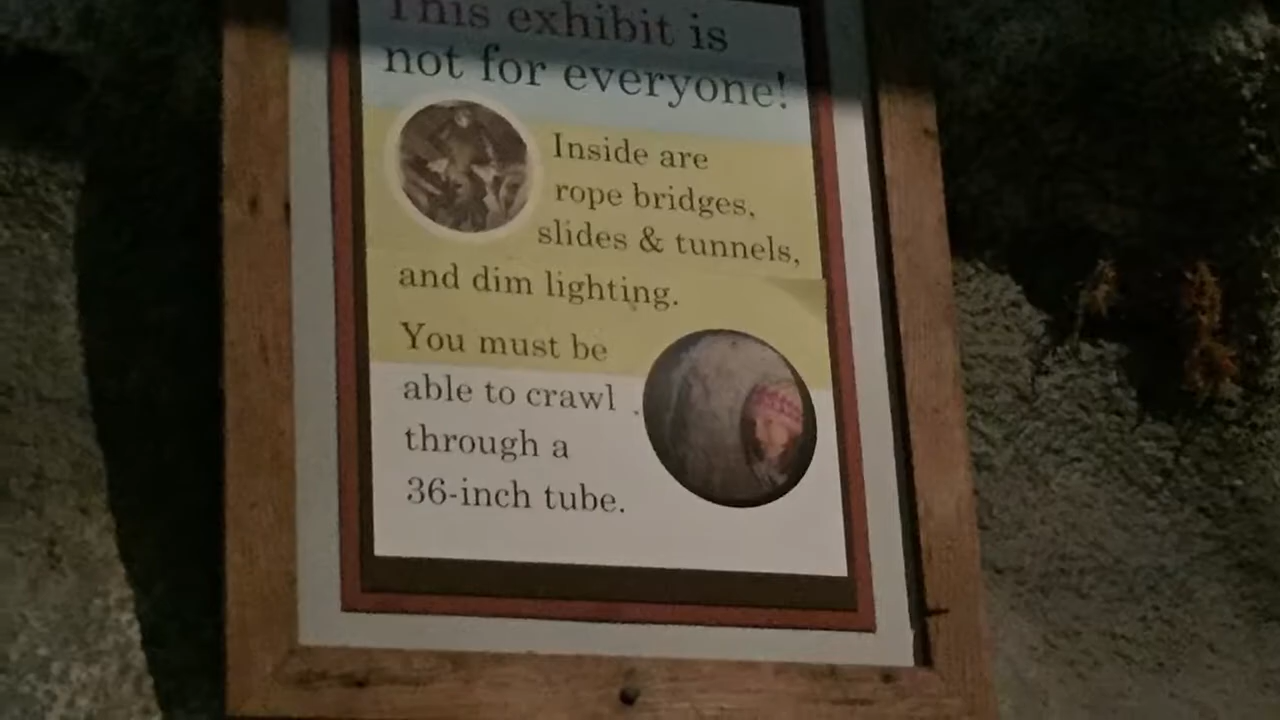 This exhibit is
not for everyone!
Inside are
rope bridges,
slides & tunnels,
and dim lighting.
You must be
able to crawl
through a
36-inch tube.